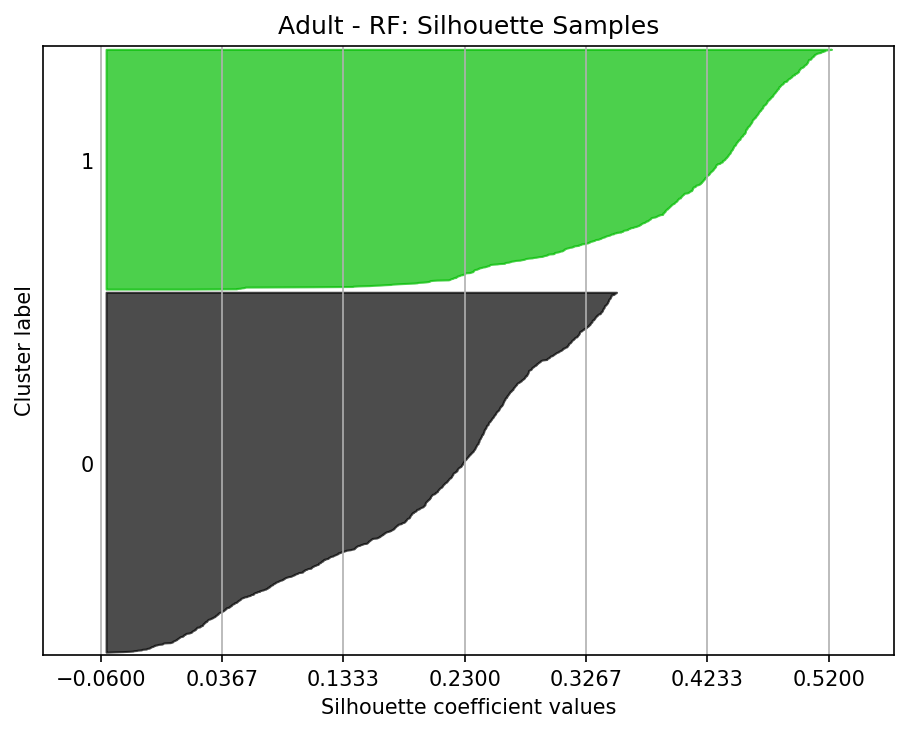 Adult - RF: Silhouette Samples
1
0
Cluster label
−0.0600 0.0367 0.1333 0.2300 0.3267 0.4233 0.5200
Silhouette coefficient values